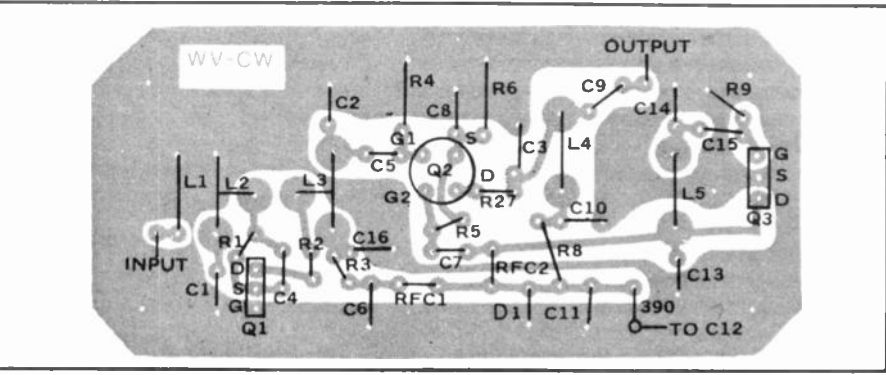 WV-CW
OUTPUT
R4
R6
C9
C2
C8
C14
R9
G1
S
C3
L4
C15
C5
Q2
G
L1
L2
L3
D
S
G2
R27
L5
D
C10
Q3
R5
R1
R2
C16
R8
INPUT
D
R3
C7
RFC2
C13
C1
S
C4
G
C6
RFC1
D1
C11
390
Q1
TO C12